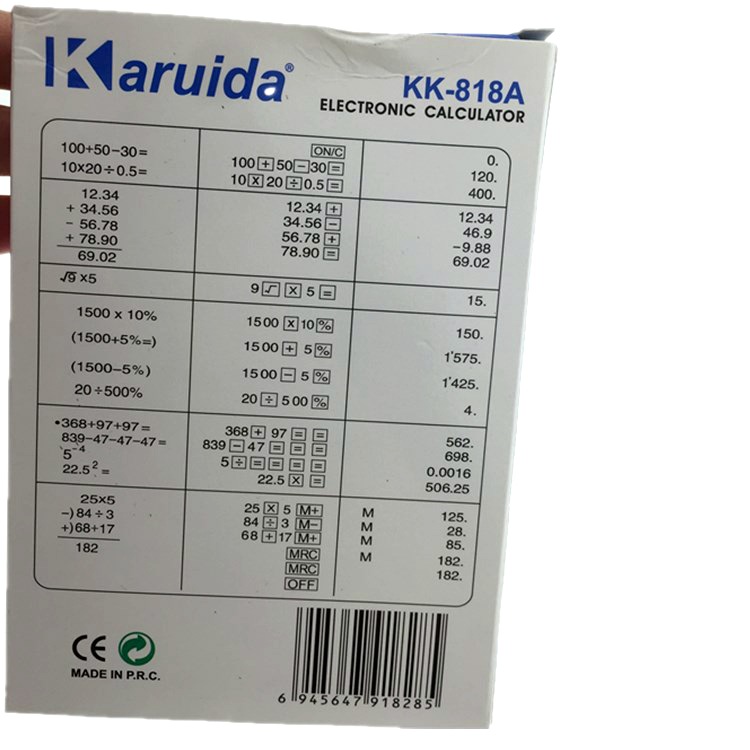 Karuida®
KK-818A
ELECTRONIC CALCULATOR
ON/C 0.
100+50−30= 100 + 50 − 30 = 120.
10x20÷0.5= 10 X 20 ÷ 0.5 = 400.
12.34 12.34 + 12.34
+ 34.56 34.56 − 46.9
- 56.78 56.78 + −9.88
+ 78.90 78.90 = 69.02
69.02
√9 x5 9 √ X 5 = 15.
1500 x 10% 1500 X 10 % 150.
(1500+5%=) 1500 + 5 % 1'575.
(1500−5%) 1500 − 5 % 1'425.
20÷500% 20 ÷ 500 % 4.
•368+97+97= 368 + 97 = = 562.
839−47−47−47= 839 − 47 = = = 698.
5⁻⁴ 5 ÷ = = = = = 0.0016
22.5² = 22.5 X = 506.25
25x5 25 X 5 M+ M 125.
−)84÷3 84 ÷ 3 M− M 28.
+)68+17 68 + 17 M+ M 85.
182 MRC M 182.
MRC 182.
OFF
CE
MADE IN P.R.C.
6 945647 918285